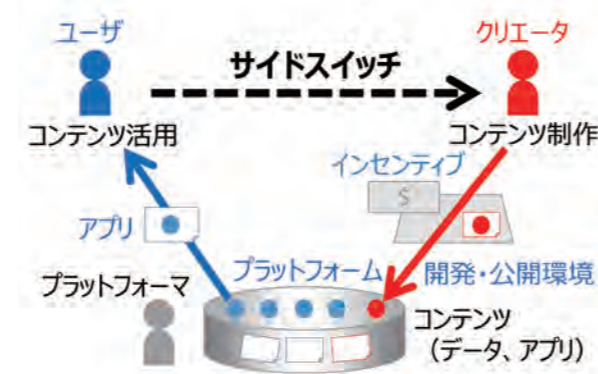 ユーザ
クリエータ
サイドスイッチ
コンテンツ活用
コンテンツ制作
インセンティブ
$
アプリ
プラットフォーマ
プラットフォーム
開発・公開環境
コンテンツ
(データ、アプリ)